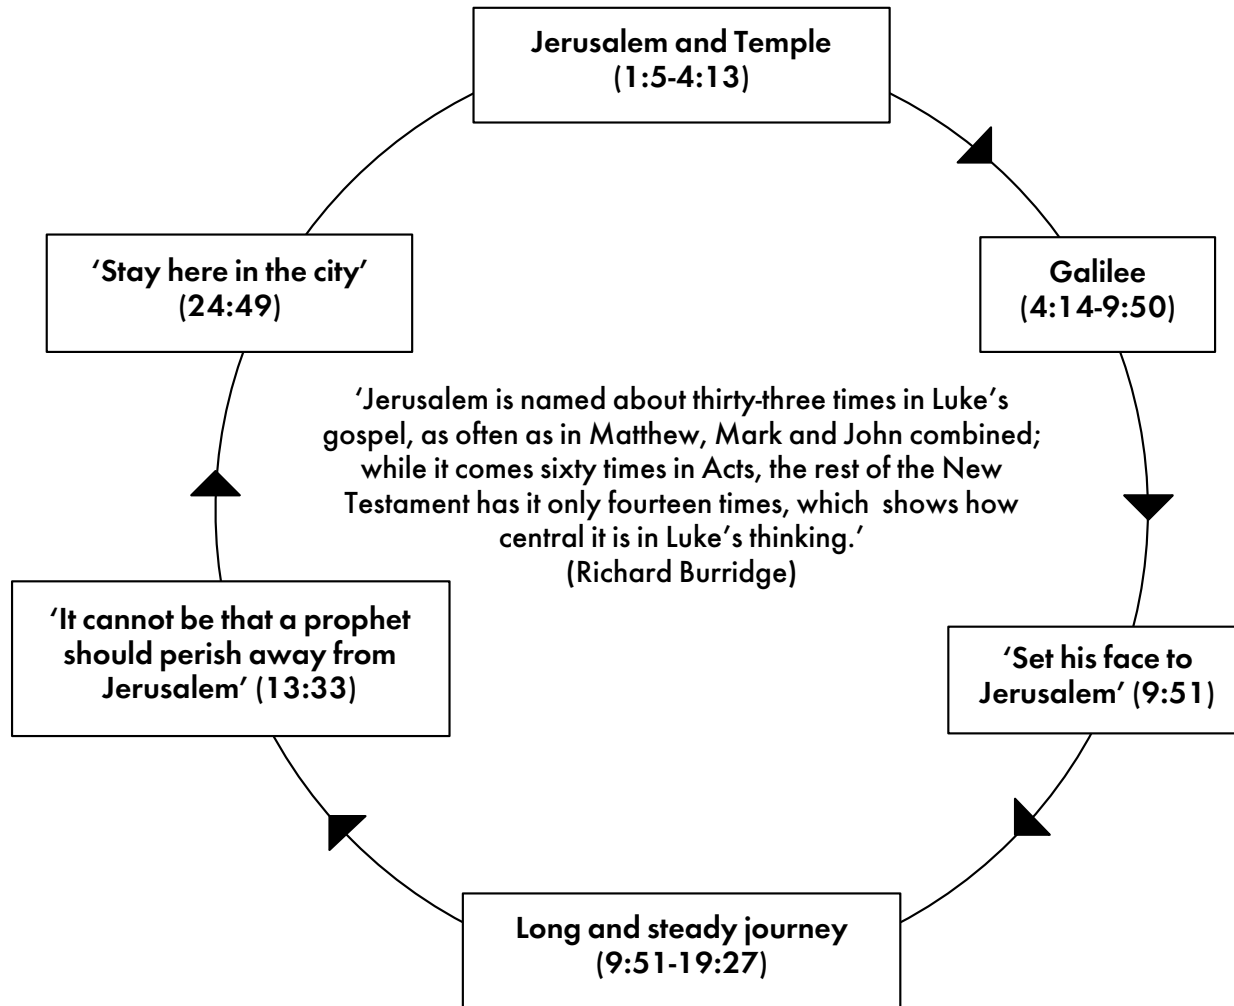 Jerusalem and Temple
(1:5-4:13)
Galilee
(4:14-9:50)
‘Set his face to
Jerusalem’ (9:51)
Long and steady journey
(9:51-19:27)
‘It cannot be that a prophet
should perish away from
Jerusalem’ (13:33)
‘Stay here in the city’
(24:49)
‘Jerusalem is named about thirty-three times in Luke’s
gospel, as often as in Matthew, Mark and John combined;
while it comes sixty times in Acts, the rest of the New
Testament has it only fourteen times, which  shows how
central it is in Luke’s thinking.’
(Richard Burridge)